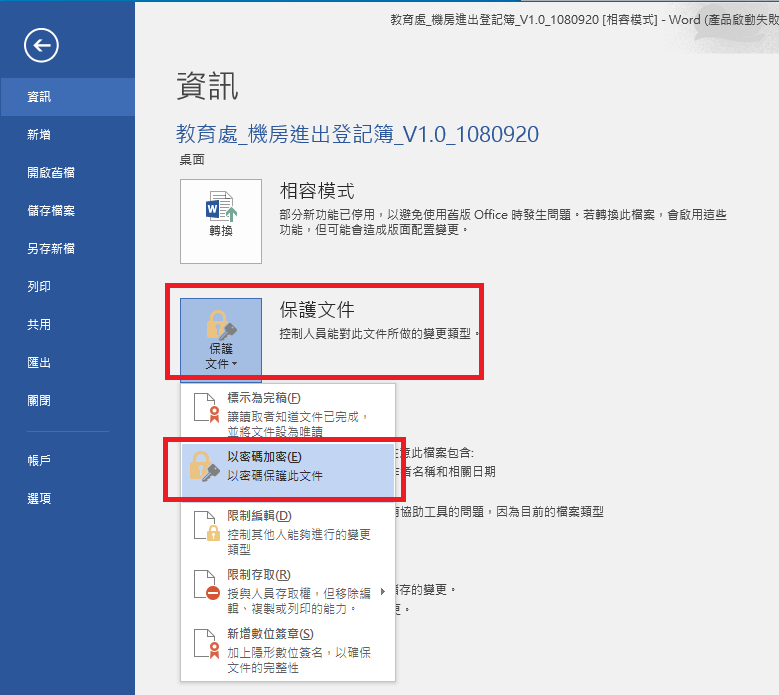 教育處_機房進出登記簿_V1.0_1080920 [相容模式] - Word (產品啟動失敗
資訊
新增
開啟舊檔
儲存檔案
另存新檔
列印
共用
匯出
關閉
帳戶
選項
資訊
教育處_機房進出登記簿_V1.0_1080920
桌面
轉換
相容模式
部分新功能已停用，以避免使用舊版 Office 時發生問題。若轉換此檔案，會啟用這些
功能，但可能會造成版面配置變更。
保護
文件
保護文件
控制人員能對此文件所做的變更類型。
標示為完稿(F)
讓讀取者知道文件已完成，
並將文件設為唯讀
以密碼加密(E)
以密碼保護此文件
限制編輯(D)
控制其他人能夠進行的變更
類型
限制存取(R)
授與人員存取權，但移除編
輯、複製或列印的能力。
新增數位簽章(S)
加上隱形數位簽名，以確保
文件的完整性
意此檔案包含:
者名稱和相關日期
協助工具的問題，因為目前的檔案類型
存的變更。
更。